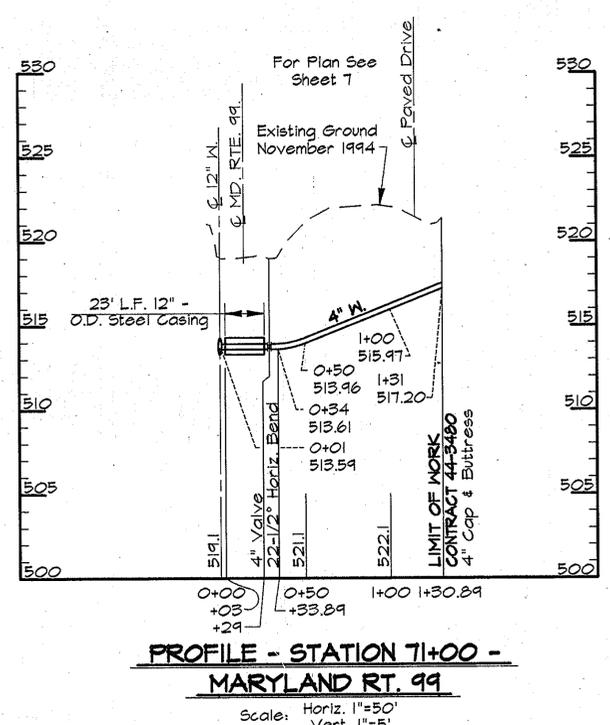 530
For Plan See
Sheet 7
℄ Paved Drive
530
525
℄ 12" W.
℄ MD. RTE. 99.
Existing Ground
November 1994
525
520
520
515
23' L.F. 12" -
O.D. Steel Casing
4" W.
515
1+00
515.97
0+50
513.96
1+31
517.20
510
0+34
513.61
510
0+01
513.59
505
505
519.1
4" Valve
22-1/2° Horiz. Bend
521.1
522.1
LIMIT OF WORK
CONTRACT 44-3480
4" Cap & Buttress
500
500
0+00
0+50
1+00
1+30.89
+03
+33.89
+29
PROFILE - STATION 71+00 -
MARYLAND RT. 99
Scale: Horiz. 1"=50'
Vert. 1"=5'